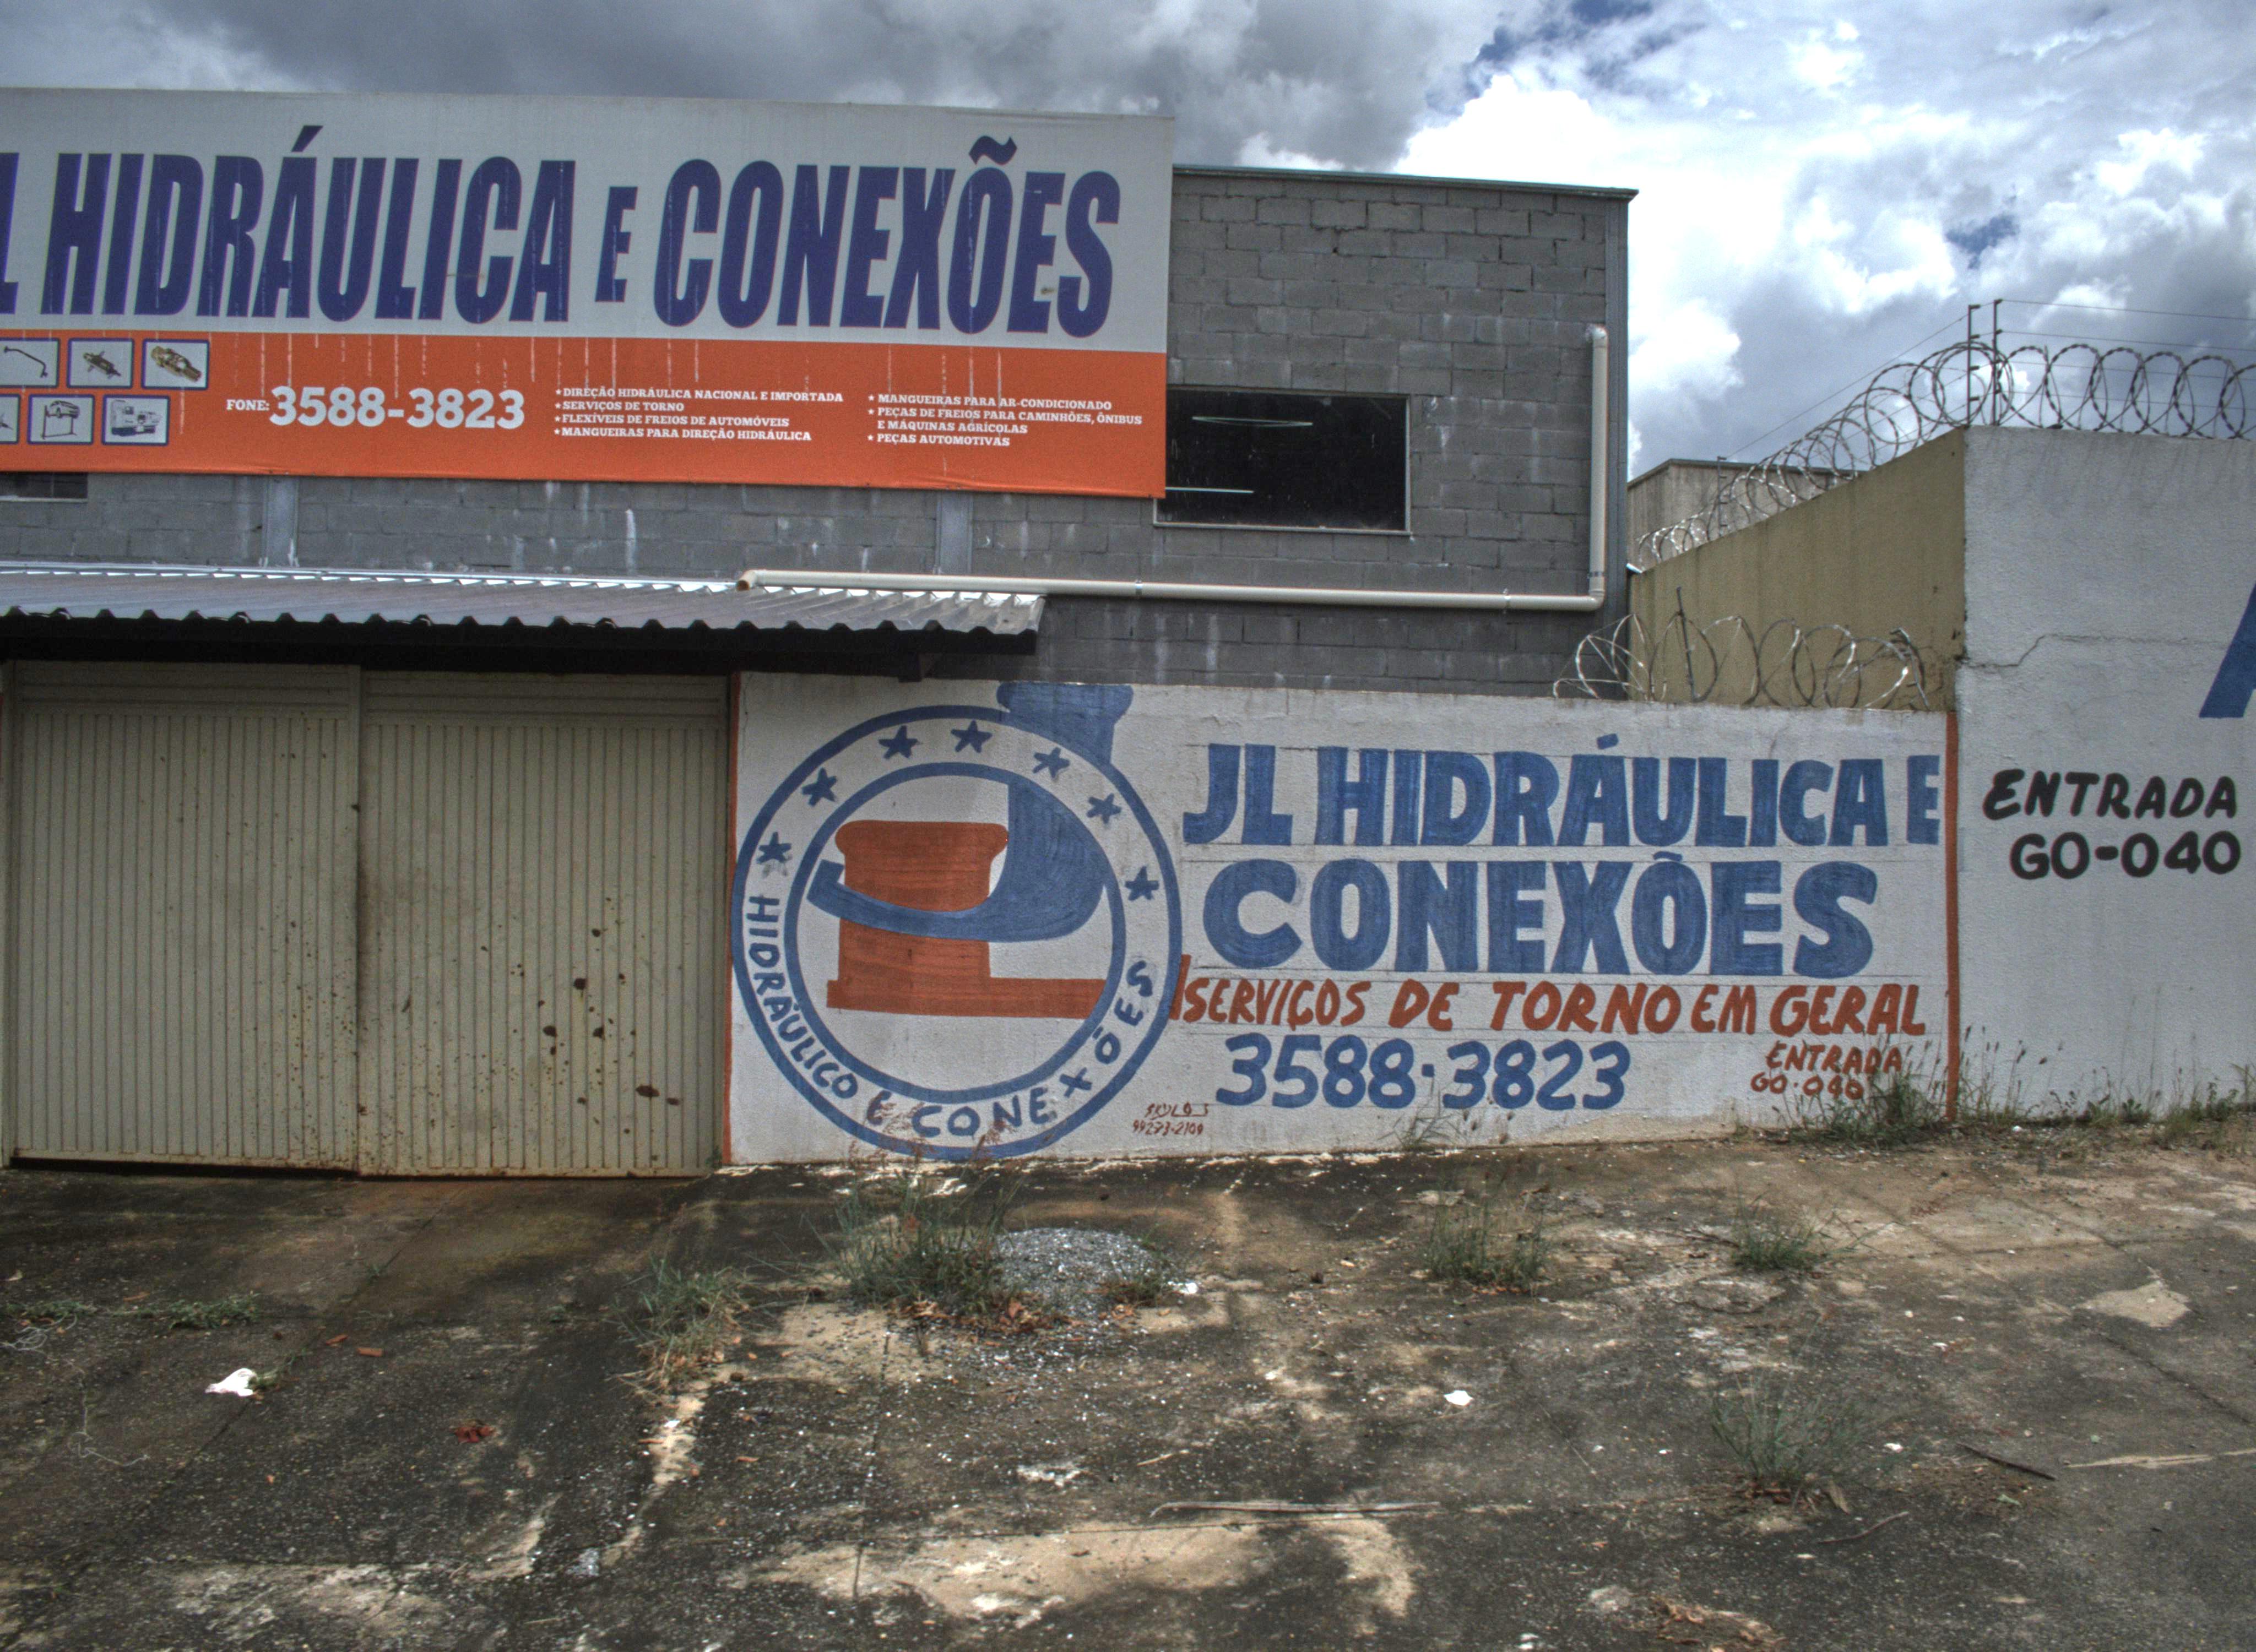 L HIDRÁULICA E CONEXÕES
FONE: 3588-3823
★ DIREÇÃO HIDRÁULICA NACIONAL E IMPORTADA
★ SERVIÇOS DE TORNO
★ FLEXÍVEIS DE FREIOS DE AUTOMÓVEIS
★ MANGUEIRAS PARA DIREÇÃO HIDRÁULICA
★ MANGUEIRAS PARA AR-CONDICIONADO
★ PEÇAS DE FREIOS PARA CAMINHÕES, ÔNIBUS
E MÁQUINAS AGRÍCOLAS
★ PEÇAS AUTOMOTIVAS
HIDRÁULICO E CONEXÕES
JL HIDRÁULICA E
CONEXÕES
SERVIÇOS DE TORNO EM GERAL
3588-3823
ENTRADA
GO-040
99273-2100
ENTRADA
GO-040